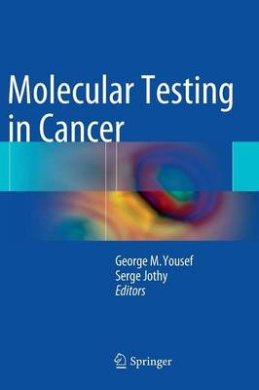 Molecular Testing
in Cancer
George M. Yousef
Serge Jothy
Editors
Springer